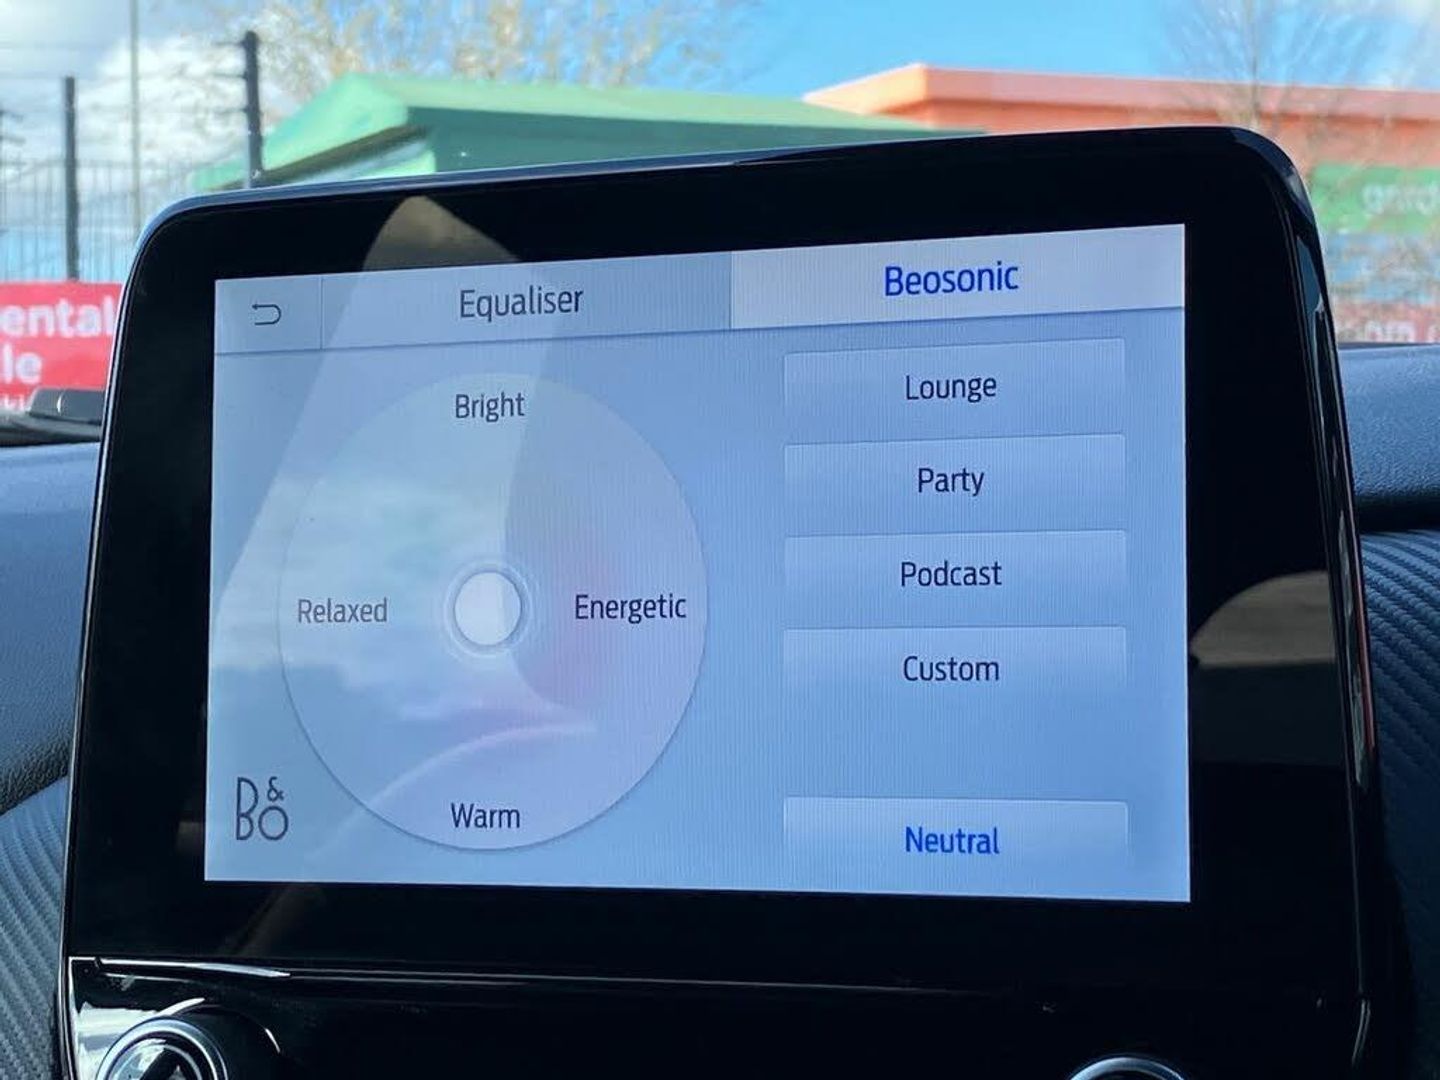 Equaliser
Beosonic
Bright
Relaxed
Energetic
Warm
B&O
Lounge
Party
Podcast
Custom
Neutral